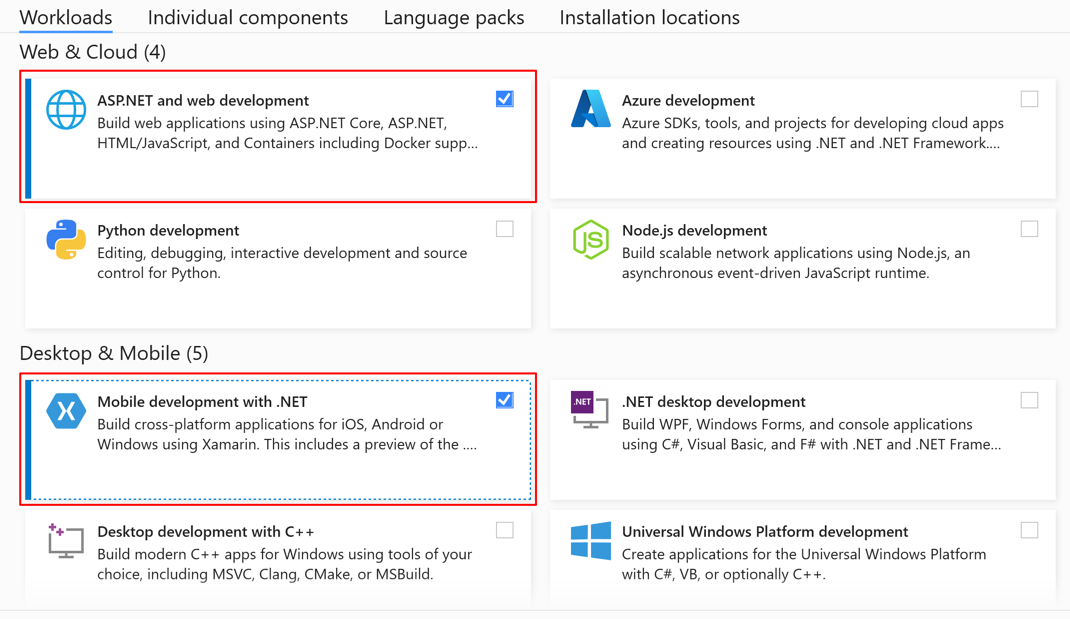 Workloads Individual components Language packs Installation locations
Web & Cloud (4)
ASP.NET and web development
Build web applications using ASP.NET Core, ASP.NET,
HTML/JavaScript, and Containers including Docker supp...
Azure development
Azure SDKs, tools, and projects for developing cloud apps
and creating resources using .NET and .NET Framework....
Python development
Editing, debugging, interactive development and source
control for Python.
JS
Node.js development
Build scalable network applications using Node.js, an
asynchronous event-driven JavaScript runtime.
Desktop & Mobile (5)
Mobile development with .NET
Build cross-platform applications for iOS, Android or
Windows using Xamarin. This includes a preview of the ....
.NET
.NET desktop development
Build WPF, Windows Forms, and console applications
using C#, Visual Basic, and F# with .NET and .NET Frame...
Desktop development with C++
Build modern C++ apps for Windows using tools of your
choice, including MSVC, Clang, CMake, or MSBuild.
Universal Windows Platform development
Create applications for the Universal Windows Platform
with C#, VB, or optionally C++.